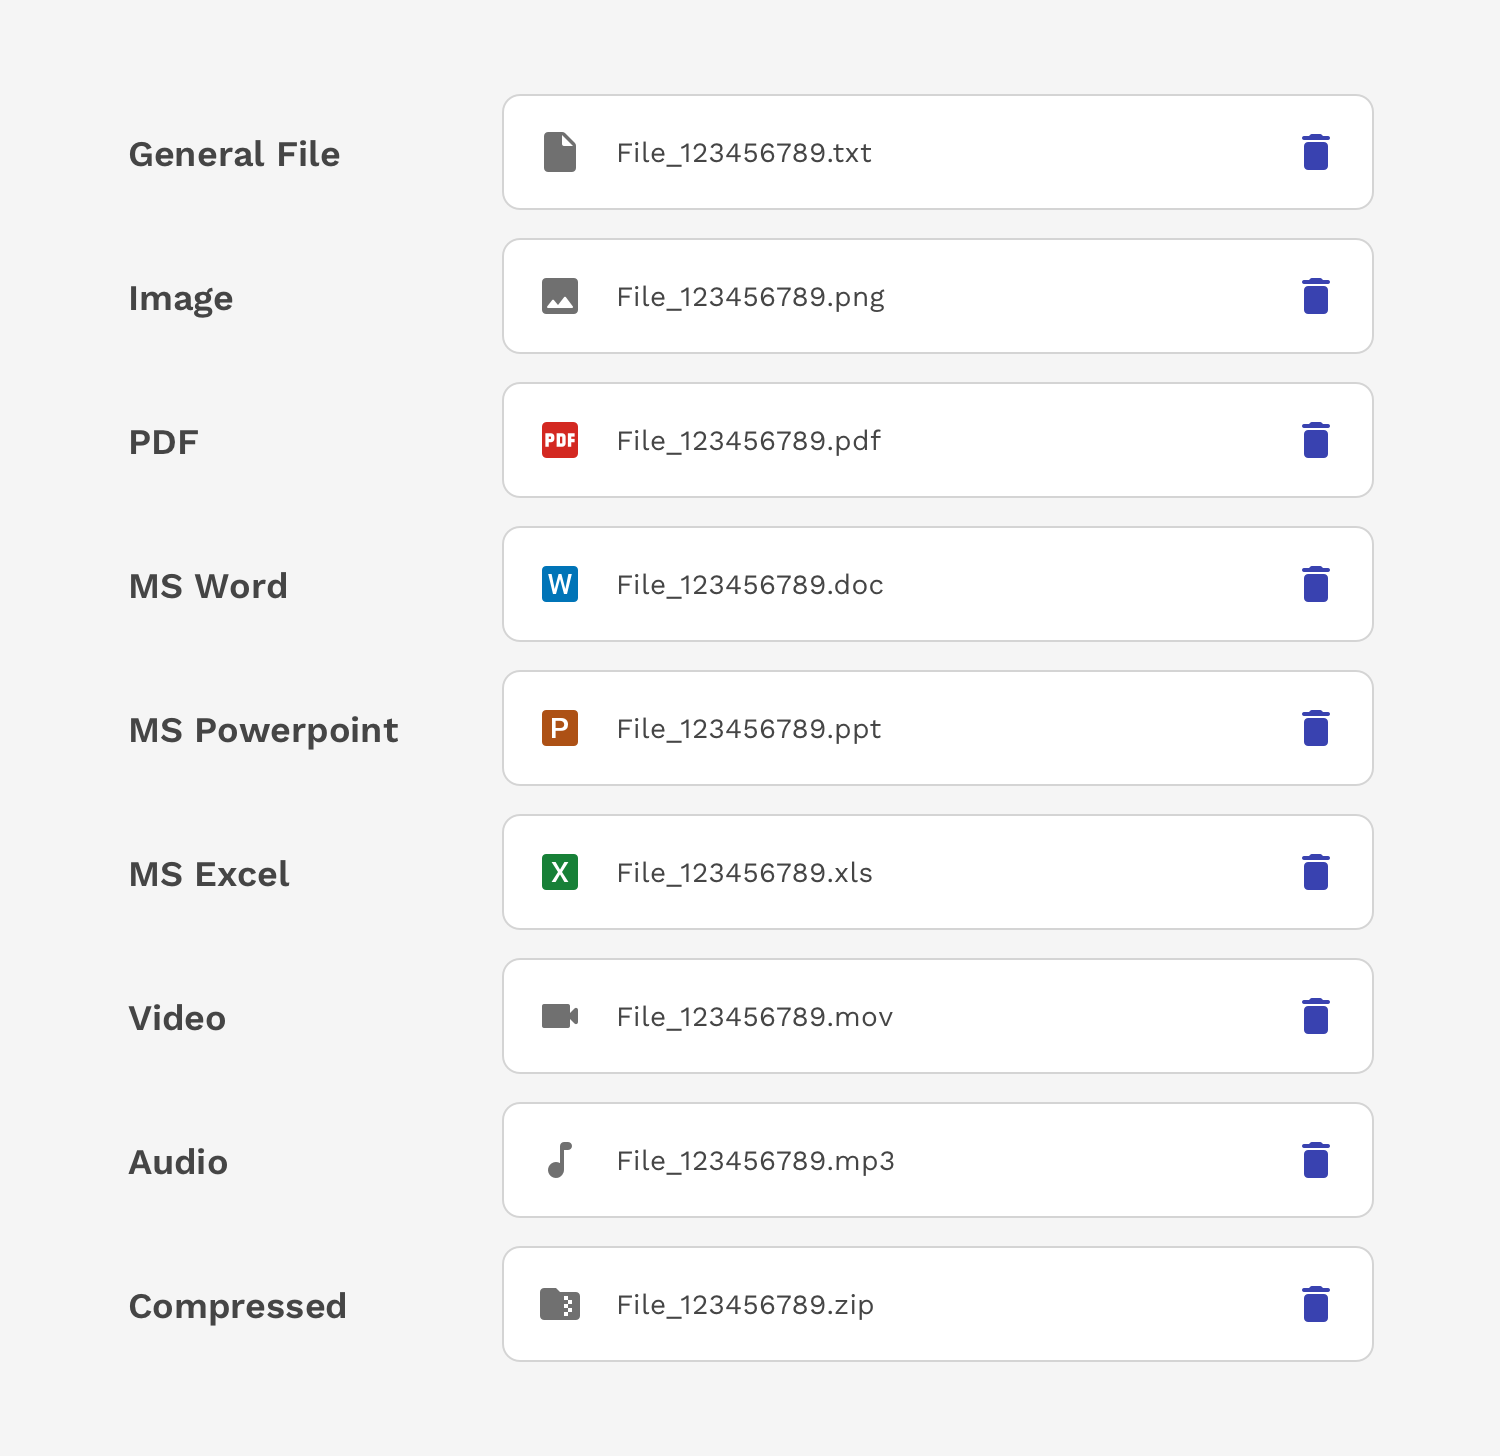 General File
File_123456789.txt
Image
File_123456789.png
PDF
PDF
File_123456789.pdf
MS Word
W
File_123456789.doc
MS Powerpoint
P
File_123456789.ppt
MS Excel
X
File_123456789.xls
Video
File_123456789.mov
Audio
File_123456789.mp3
Compressed
File_123456789.zip